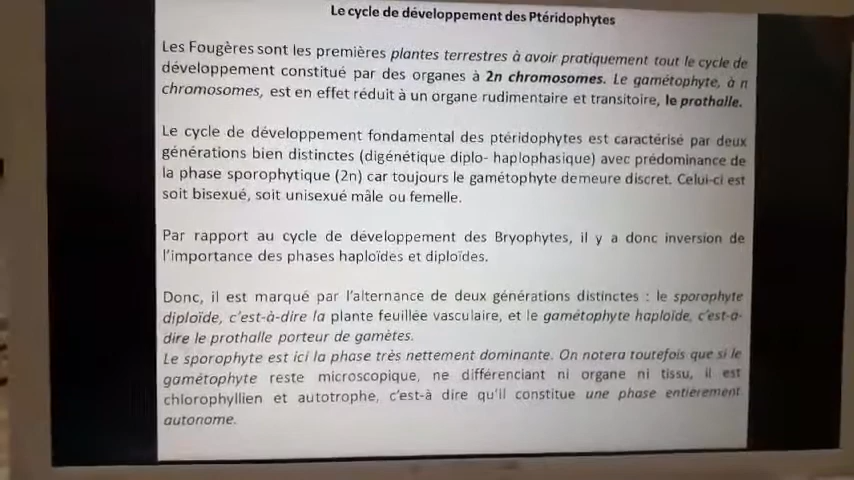 Le cycle de développement des Ptéridophytes
Les Fougères sont les premières plantes terrestres à avoir pratiquement tout le cycle de
développement constitué par des organes à 2n chromosomes. Le gamétophyte, à n
chromosomes, est en effet réduit à un organe rudimentaire et transitoire, le prothalle.
Le cycle de développement fondamental des ptéridophytes est caractérisé par deux
générations bien distinctes (digénétique diplo- haplophasique) avec prédominance de
la phase sporophytique (2n) car toujours le gamétophyte demeure discret. Celui-ci est
soit bisexué, soit unisexué mâle ou femelle.
Par rapport au cycle de développement des Bryophytes, il y a donc inversion de
l'importance des phases haploïdes et diploïdes.
Donc, il est marqué par l'alternance de deux générations distinctes : le sporophyte
diploïde, c'est-à-dire la plante feuillée vasculaire, et le gamétophyte haploïde, c'est-à-
dire le prothalle porteur de gamètes.
Le sporophyte est ici la phase très nettement dominante. On notera toutefois que si le
gamétophyte reste microscopique, ne différenciant ni organe ni tissu, il est
chlorophyllien et autotrophe, c'est-à dire qu'il constitue une phase entièrement
autonome.